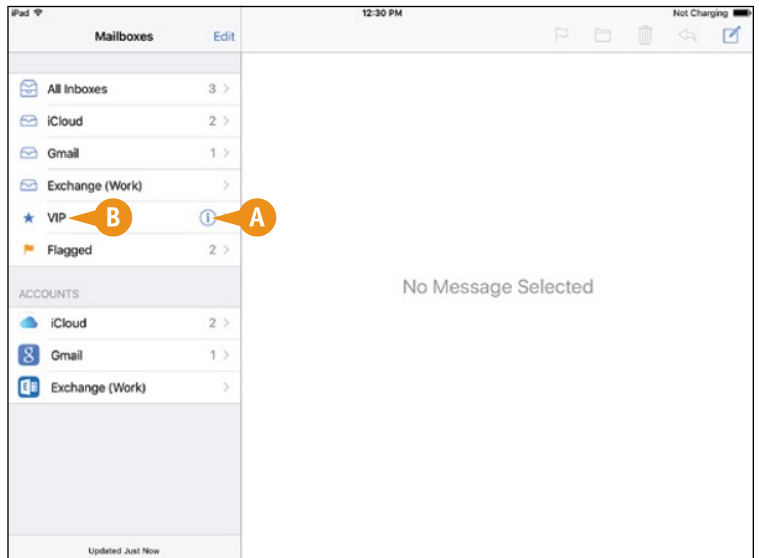 iPad 12:30 PM Not Charging
Mailboxes Edit
All Inboxes 3
iCloud 2
Gmail 1
Exchange (Work)
VIP B i A
Flagged 2
No Message Selected
ACCOUNTS
iCloud 2
8 Gmail 1
Exchange (Work)
Updated Just Now